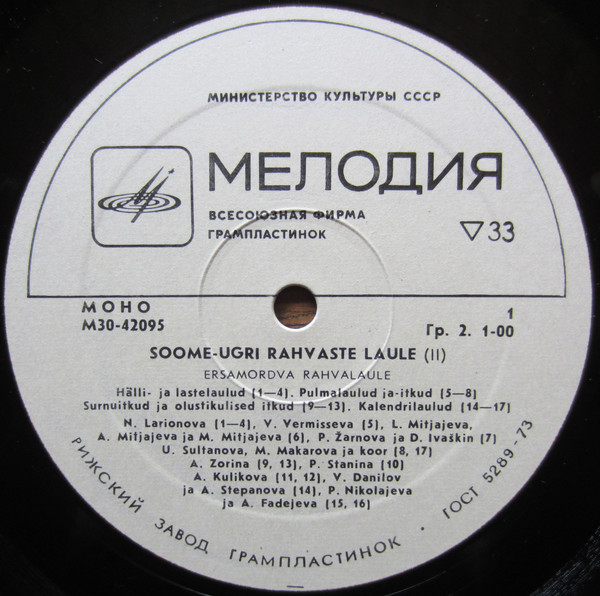 МИНИСТЕРСТВО КУЛЬТУРЫ СССР
МЕЛОДИЯ
ВСЕСОЮЗНАЯ ФИРМА
ГРАМПЛАСТИНОК
▽33
МОНО
М30-42095
1
Гр. 2. 1-00
SOOME-UGRI RAHVASTE LAULE (II)
ERSAMORDVA RAHVALAULE
Hälli- ja lastelaulud (1—4). Pulmalaulud ja-itkud (5—8)
Surnuitkud ja olustikulised itkud (9—13). Kalendrilaulud (14—17)
N. Larionova (1—4), V. Vermisseva (5), L. Mitjajeva,
A. Mitjajeva ja M. Mitjajeva (6), P. Žarnova ja D. Ivaškin (7)
U. Sultanova, M. Makarova ja koor (8, 17)
A. Zorina (9, 13), P. Stanina (10)
A. Kulikova (11, 12), V. Danilov
ja A. Stepanova (14), P. Nikolajeva
ja A. Fadejeva (15, 16)
РИЖСКИЙ ЗАВОД ГРАМПЛАСТИНОК • ГОСТ 5289-73